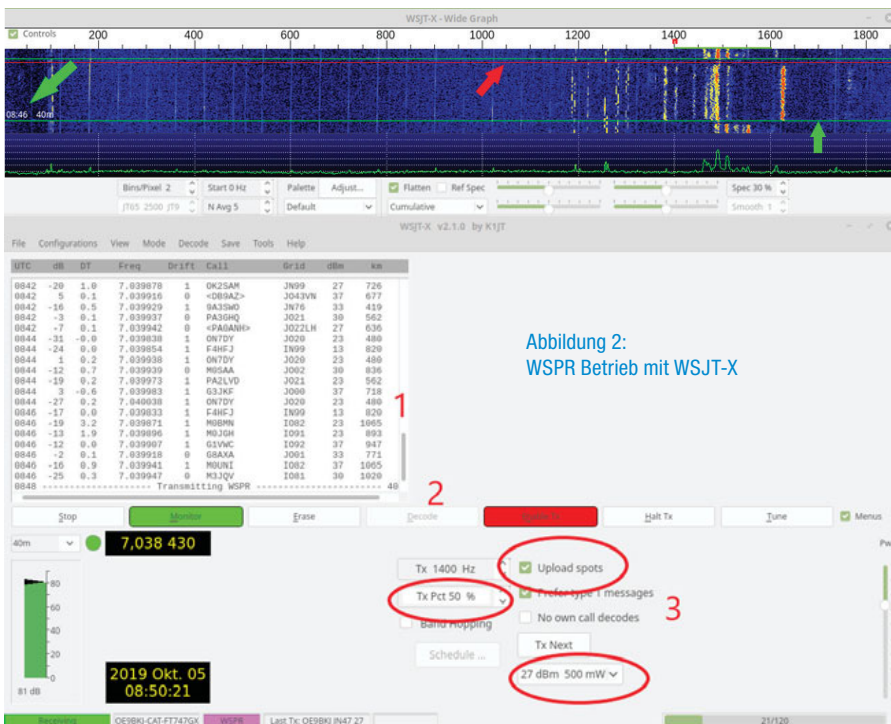 WSJT-X - Wide Graph
Controls 200 400 600 800 1000 1200 1400 1600 1800
08:46 40m
Bins/Pixel 2 Start 0 Hz Palette Adjust... Flatten Ref Spec Spec 30 %
JT65 2500 JT9 N Avg 5 Default Cumulative Smooth 1
WSJT-X v2.1.0 by K1JT
File Configurations View Mode Decode Save Tools Help
UTC dB DT Freq Drift Call Grid dBm km
0842 -20 1.0 7.039878 1 OK2SAM JN99 27 726
0842 5 0.1 7.039916 0 <DB9AZ> JO43VN 37 677
0842 -16 0.5 7.039929 1 9A3SWO JN76 33 419
0842 -3 0.1 7.039937 0 PA3GHQ JO21 30 562
0842 -7 0.1 7.039942 0 <PA0ANH> JO22LH 27 636
0844 -31 -0.0 7.039838 1 ON7DY JO20 23 480
0844 -24 0.0 7.039854 1 F4HFJ IN99 13 820
0844 1 0.2 7.039938 1 ON7DY JO20 23 480
0844 -12 0.7 7.039939 0 M0SAA JO02 30 836
0844 -19 0.2 7.039973 1 PA2LVD JO21 23 562
0844 3 -0.6 7.039983 1 G3JKF JO00 37 718
0844 -27 0.2 7.040038 1 ON7DY JO20 23 480
0846 -17 0.0 7.039833 1 F4HFJ IN99 13 820
0846 -19 3.2 7.039871 1 M0BMN IO82 23 1065
0846 -13 1.9 7.039896 1 M0JGH IO91 23 893
0846 -12 0.0 7.039907 1 G1VWC IO92 37 947
0846 -2 0.1 7.039918 0 G8AXA JO01 33 771
0846 -16 0.9 7.039941 1 M0UNI IO82 37 1065
0846 -25 0.3 7.039947 0 M3JQV IO81 30 1020
0848 ---------------- Transmitting WSPR ---------------- 40
1
Abbildung 2:
WSPR Betrieb mit WSJT-X
2
Stop Monitor Erase Decode Halt Tx Tune Menus
40m 7,038 430 Pw
Tx 1400 Hz Upload spots
Tx Pct 50 % Prefer type 1 messages
Band Hopping No own call decodes 3
Schedule ... Tx Next
27 dBm 500 mW
80
60
40
20
0
81 dB
2019 Okt. 05
08:50:21
Receiving OE9BKJ-CAT-FT747GX WSPR Last Tx: OE9BKJ JN47 27 21/120